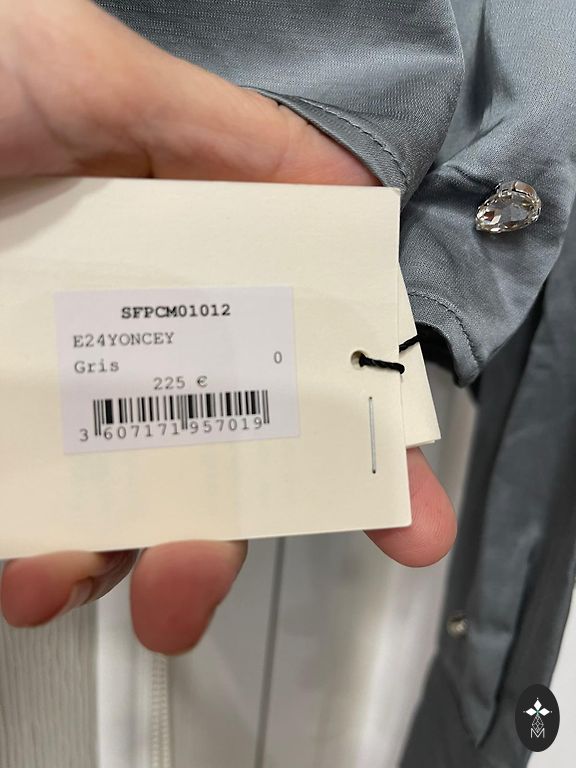 SFPCM01012
E24YONCEY
Gris 0
225 €
3 607171 957019
M